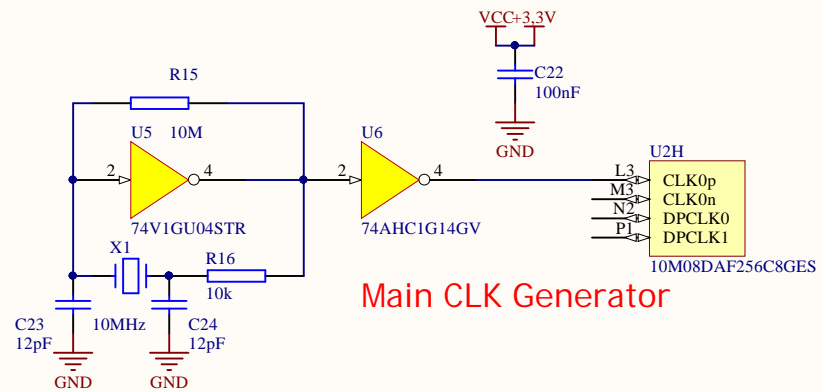 VCC+3,3V
R15
C22
10M
100nF
U5
U6
GND
U2H
2
4
2
4
L3
CLK0p
M3
CLK0n
N2
DPCLK0
P1
DPCLK1
74V1GU04STR
74AHC1G14GV
X1
R16
10M08DAF256C8GES
10k
Main CLK Generator
C23
10MHz
C24
12pF
12pF
GND
GND